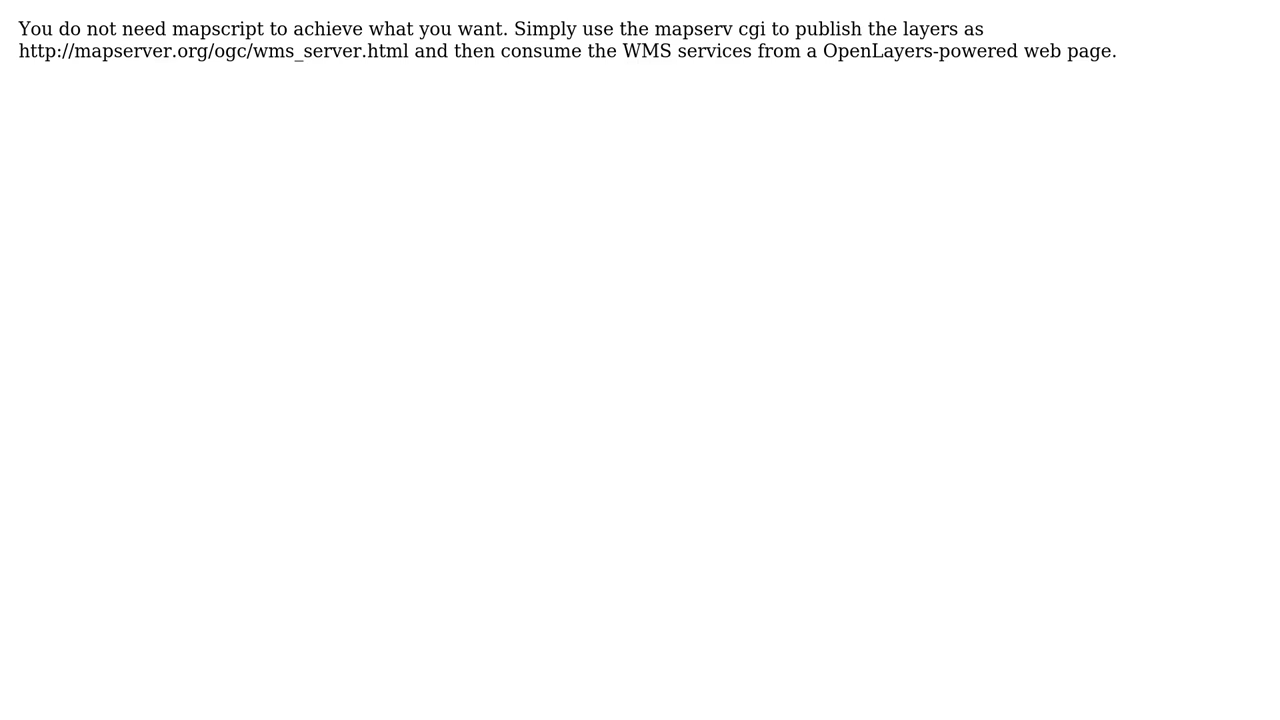 You do not need mapscript to achieve what you want. Simply use the mapserv cgi to publish the layers as
http://mapserver.org/ogc/wms_server.html and then consume the WMS services from a OpenLayers-powered web page.